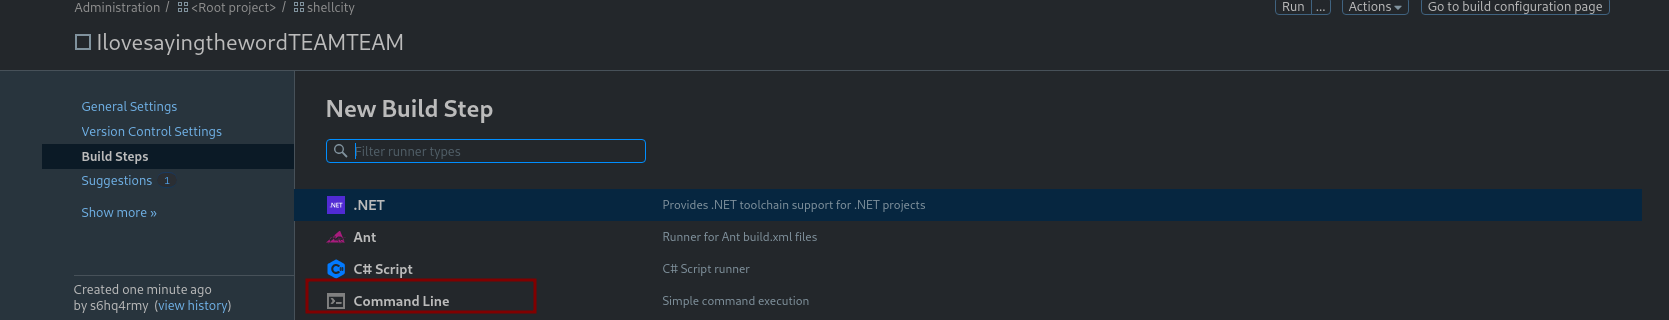 Administration / <Root project> / shellcity
Run ... Actions Go to build configuration page
IlovesayingthewordTEAMTEAM
General Settings
Version Control Settings
Build Steps
Suggestions 1
Show more »
Created one minute ago
by s6hq4rmy (view history)
New Build Step
Filter runner types
.NET .NET Provides .NET toolchain support for .NET projects
Ant Runner for Ant build.xml files
C# Script C# Script runner
Command Line Simple command execution